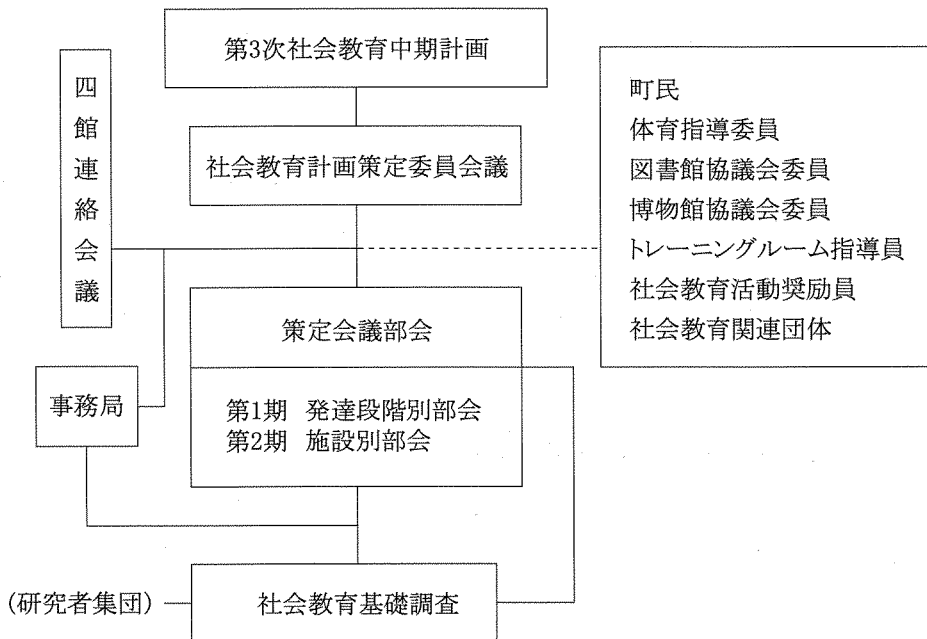 第3次社会教育中期計画
四館連絡会議
町民
体育指導委員
図書館協議会委員
博物館協議会委員
トレーニングルーム指導員
社会教育活動奨励員
社会教育関連団体
社会教育計画策定委員会議
策定会議部会
事務局
第1期 発達段階別部会
第2期 施設別部会
(研究者集団)
社会教育基礎調査